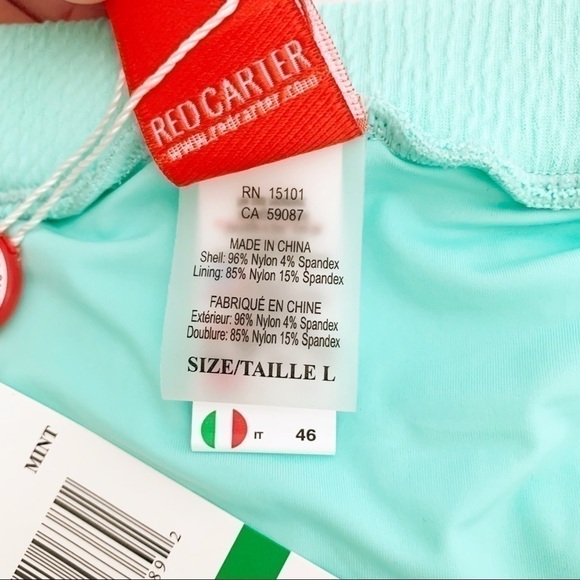 RED CARTER
www.redcarter.com
RN 15101
CA 59087
MADE IN CHINA
Shell: 96% Nylon 4% Spandex
Lining: 85% Nylon 15% Spandex
FABRIQUÉ EN CHINE
Extérieur: 96% Nylon 4% Spandex
Doublure: 85% Nylon 15% Spandex
SIZE/TAILLE L
IT 46
MINT
89 2